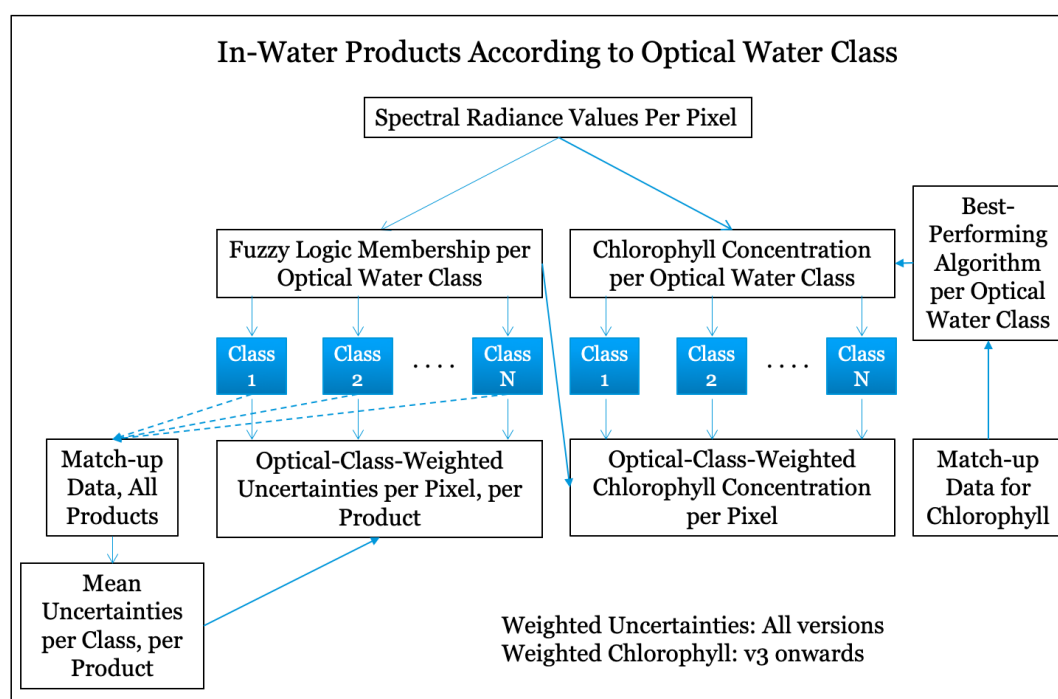 In-Water Products According to Optical Water Class
Spectral Radiance Values Per Pixel
Fuzzy Logic Membership per
Optical Water Class
Chlorophyll Concentration
per Optical Water Class
Best-
Performing
Algorithm
per Optical
Water Class
Class
1
Class
2
....
Class
N
Class
1
Class
2
....
Class
N
Match-up
Data, All
Products
Optical-Class-Weighted
Uncertainties per Pixel, per
Product
Optical-Class-Weighted
Chlorophyll Concentration
per Pixel
Match-up
Data for
Chlorophyll
Mean
Uncertainties
per Class, per
Product
Weighted Uncertainties: All versions
Weighted Chlorophyll: v3 onwards